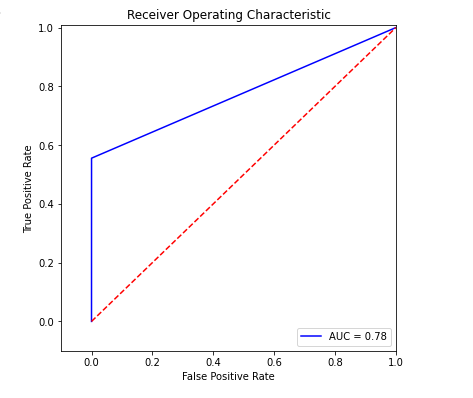 Receiver Operating Characteristic
1.0
0.8
0.6
0.4
0.2
0.0
True Positive Rate
0.0 0.2 0.4 0.6 0.8 1.0
False Positive Rate
AUC = 0.78